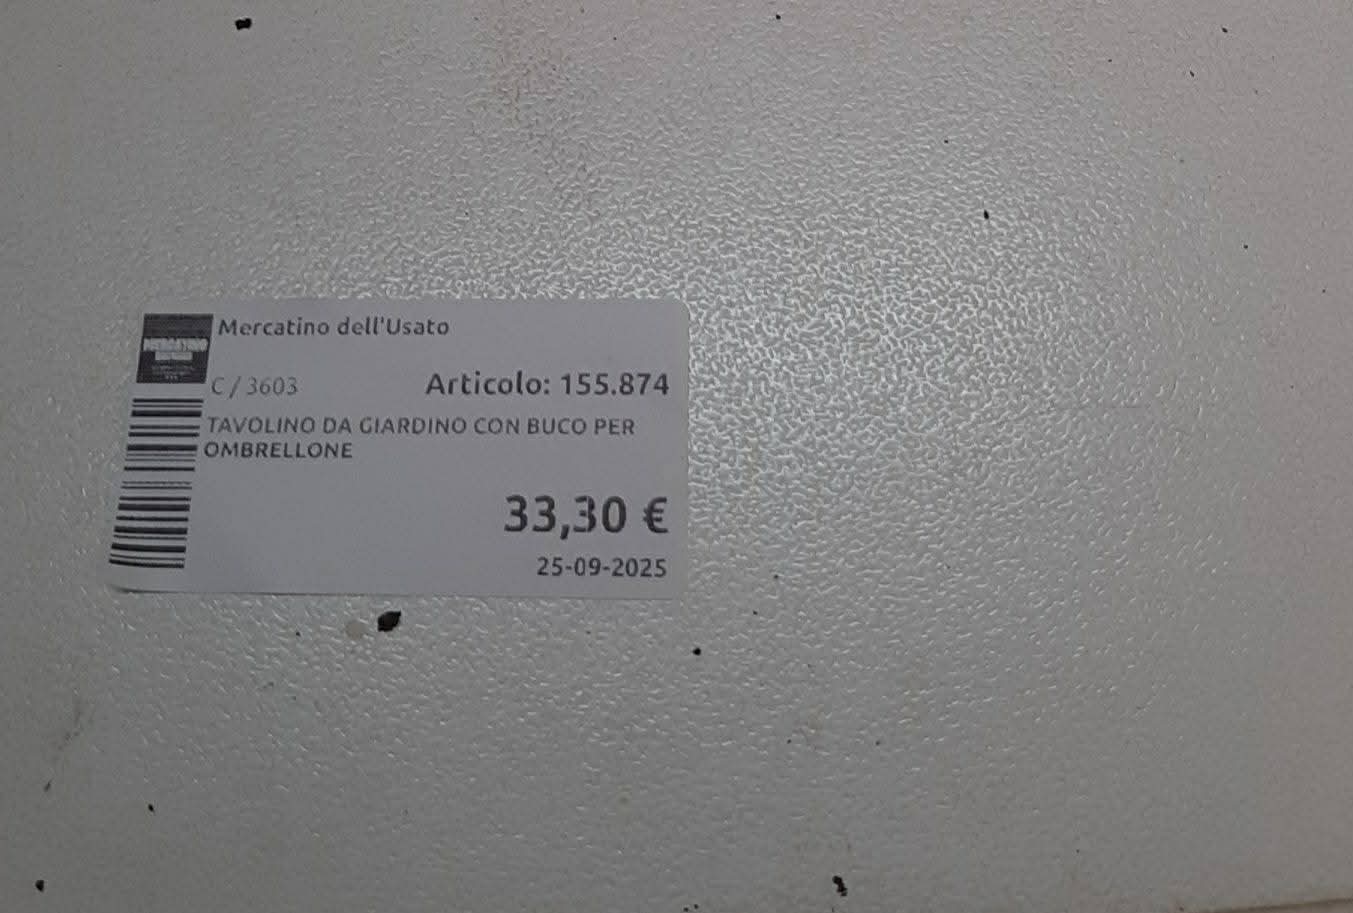 Mercatino dell'Usato
MERCATINO
C / 3603
Articolo: 155.874
TAVOLINO DA GIARDINO CON BUCO PER
OMBRELLONE
33,30 €
25-09-2025